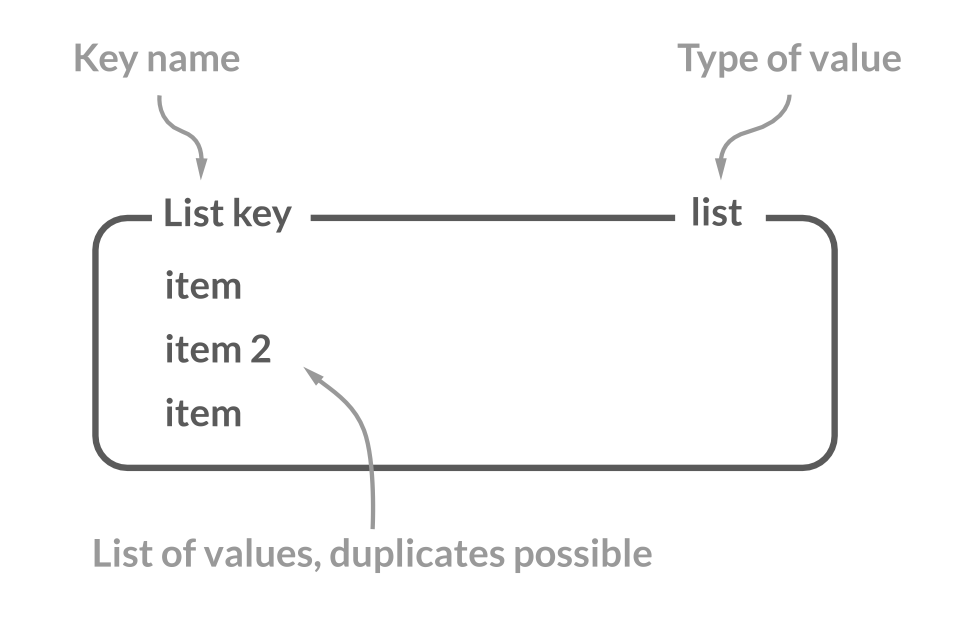 Key name
Type of value
List key
list
item
item 2
item
List of values, duplicates possible